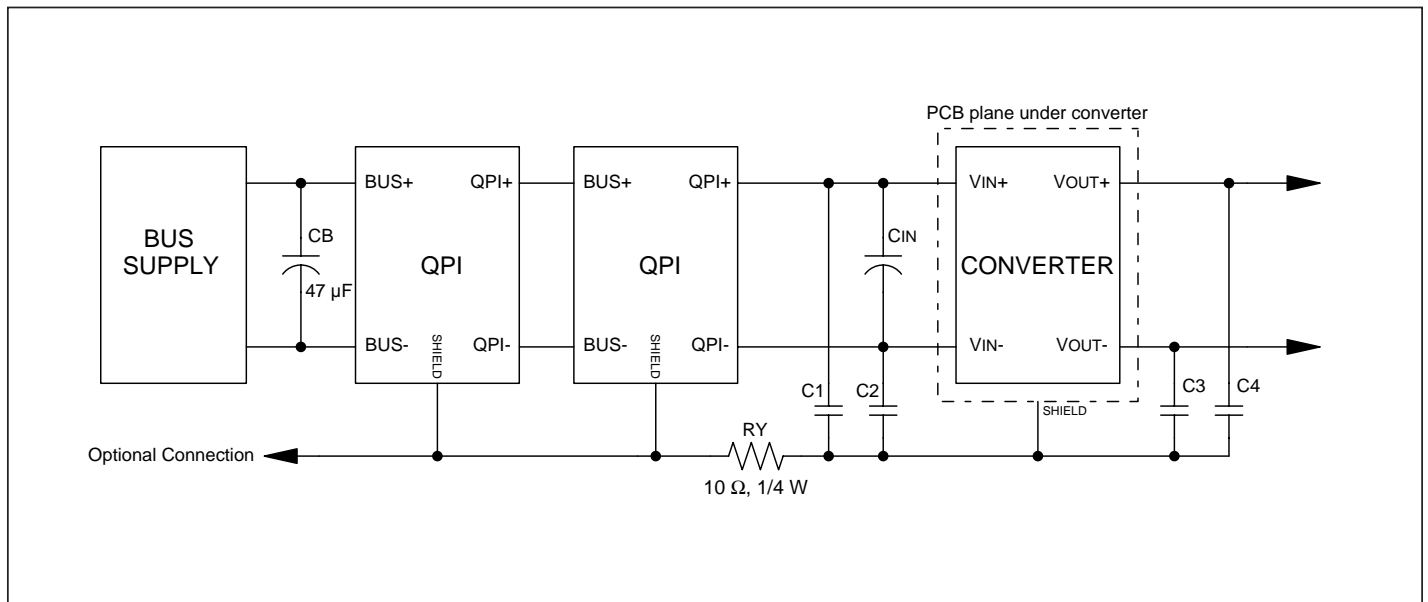 PCB plane under converter
BUS
SUPPLY
CB
47 µF
BUS+
QPI+
QPI
BUS-
SHIELD
QPI-
BUS+
QPI+
QPI
BUS-
SHIELD
QPI-
CIN
VIN+
VOUT+
CONVERTER
VIN-
VOUT-
C1
C2
SHIELD
C3
C4
Optional Connection
RY
10 Ω, 1/4 W